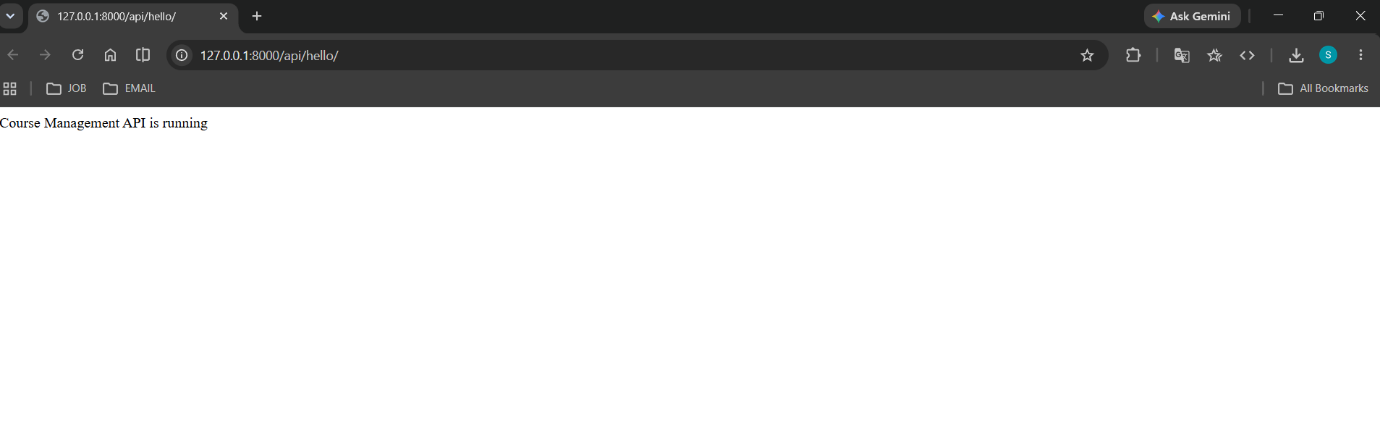 127.0.0.1:8000/api/hello/
Ask Gemini
127.0.0.1:8000/api/hello/
S
JOB
EMAIL
All Bookmarks
Course Management API is running